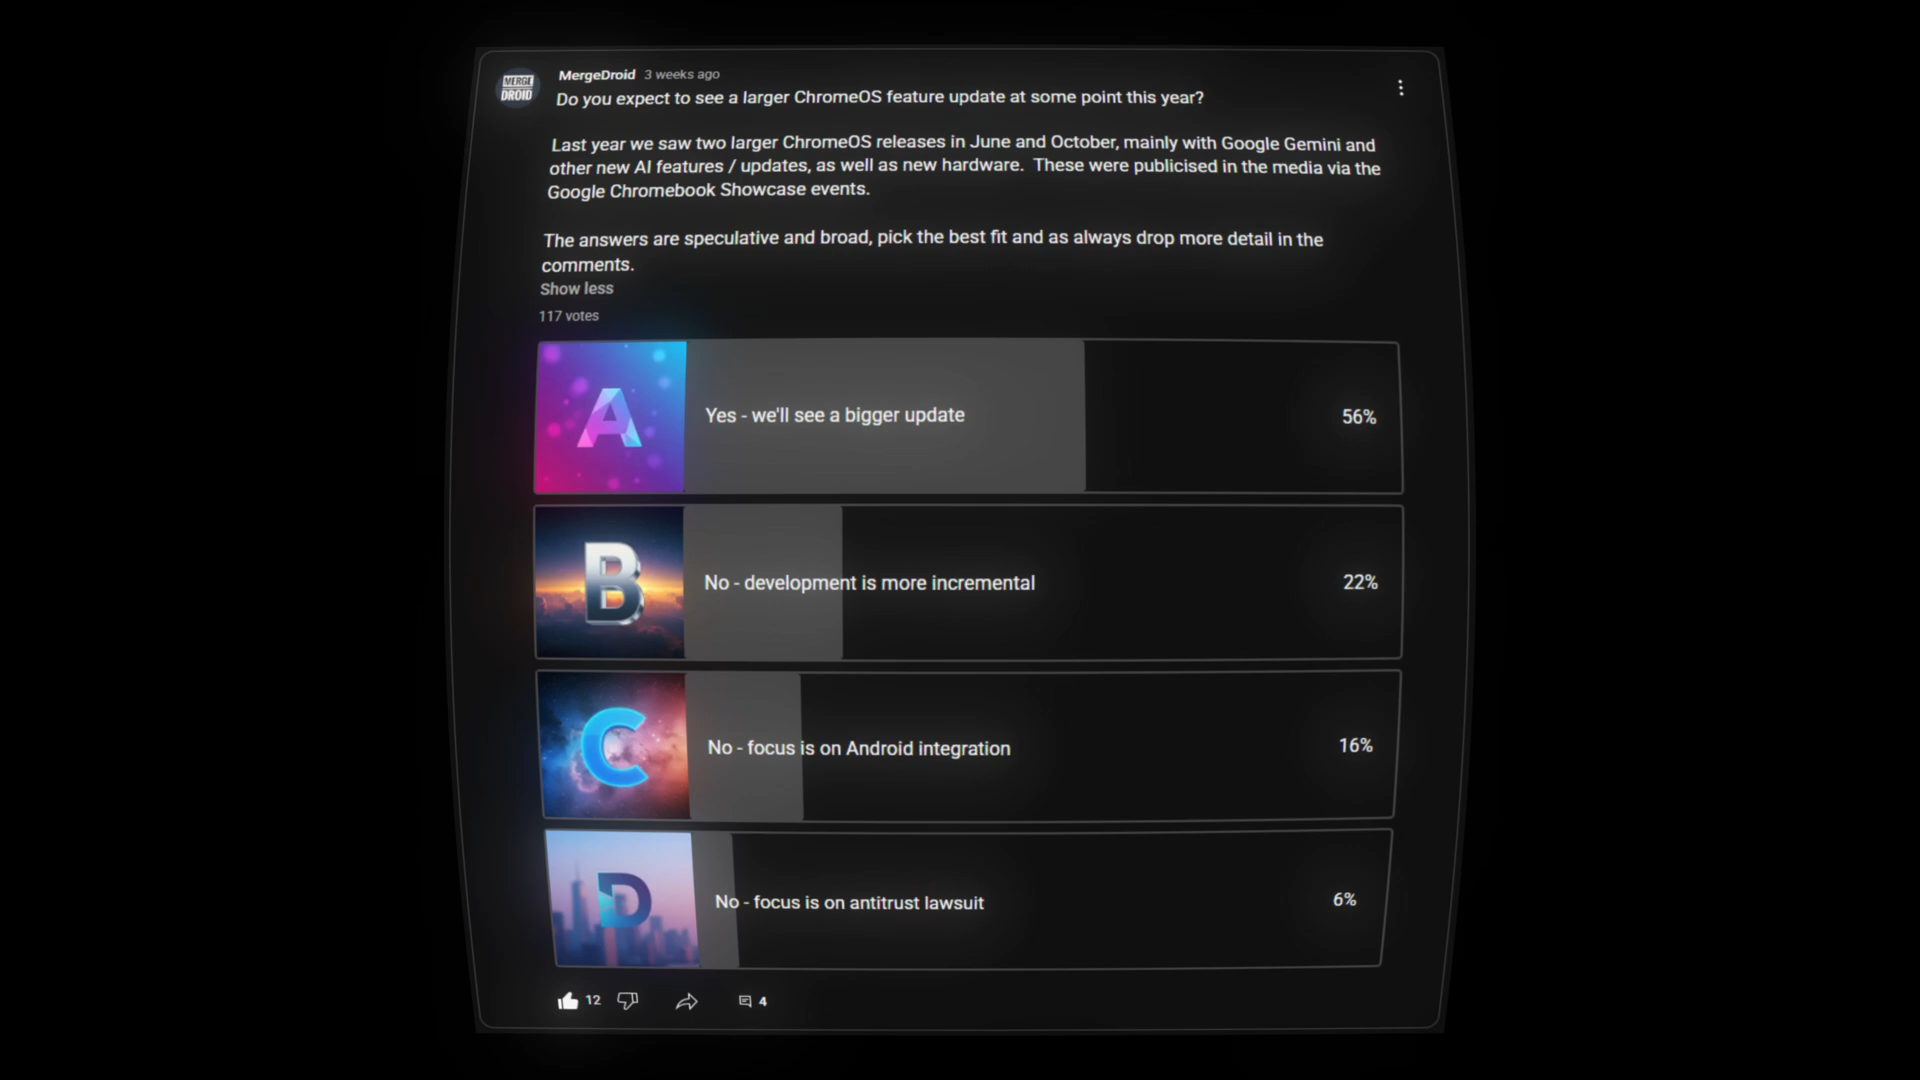 MERGE
DROID
MergeDroid 3 weeks ago
Do you expect to see a larger ChromeOS feature update at some point this year?
Last year we saw two larger ChromeOS releases in June and October, mainly with Google Gemini and
other new AI features / updates, as well as new hardware.  These were publicised in the media via the
Google Chromebook Showcase events.
The answers are speculative and broad, pick the best fit and as always drop more detail in the
comments.
Show less
117 votes
A
Yes - we'll see a bigger update
56%
B
No - development is more incremental
22%
C
No - focus is on Android integration
16%
D
No - focus is on antitrust lawsuit
6%
12
4